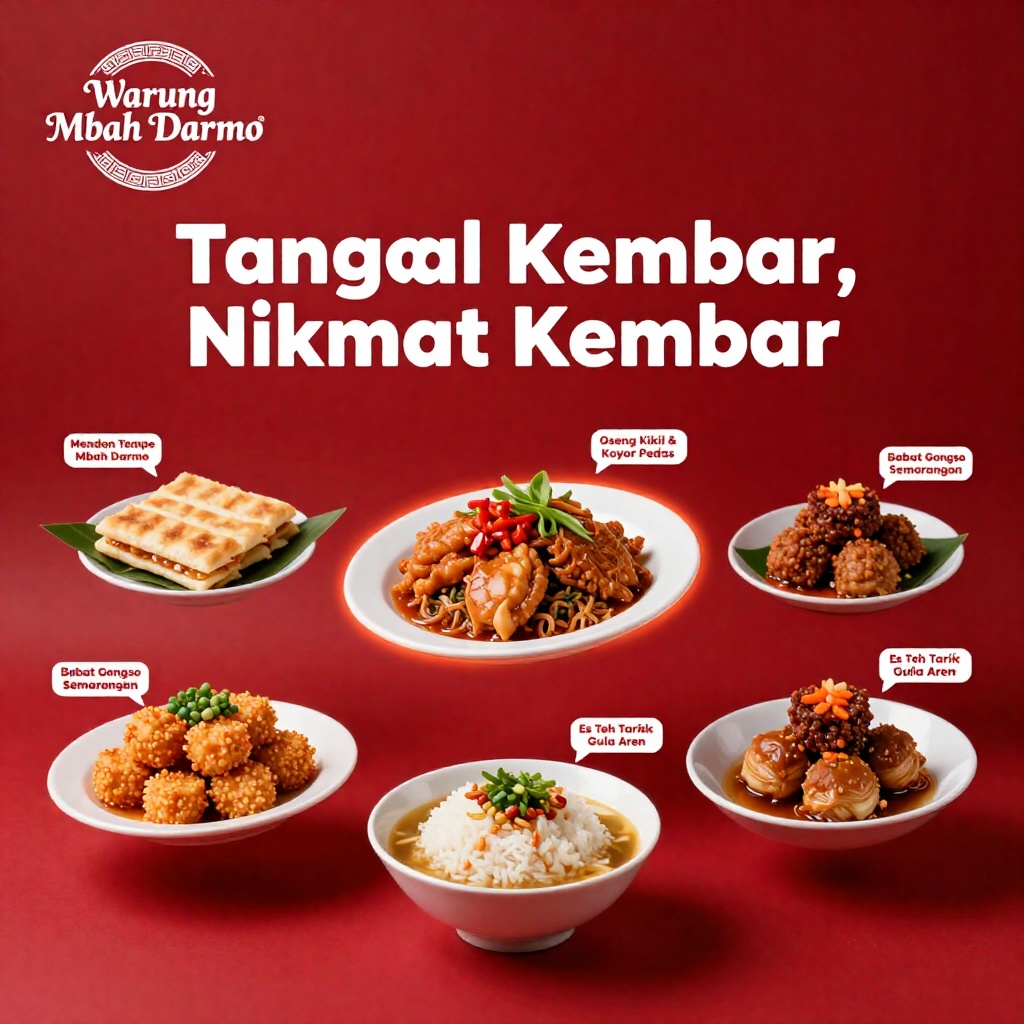 Warung
Mbah Darmo
Tangal Kembar,
Nikmat Kembar
Mendon Tempe
Mbah Darmo
Oseng Kikil &
Koyor Pedas
Babat Gongso
Semarangan
Babat Gongso
Semarangan
Es Teh Tarik
Gula Aren
Es Teh Tarik
Gula Aren